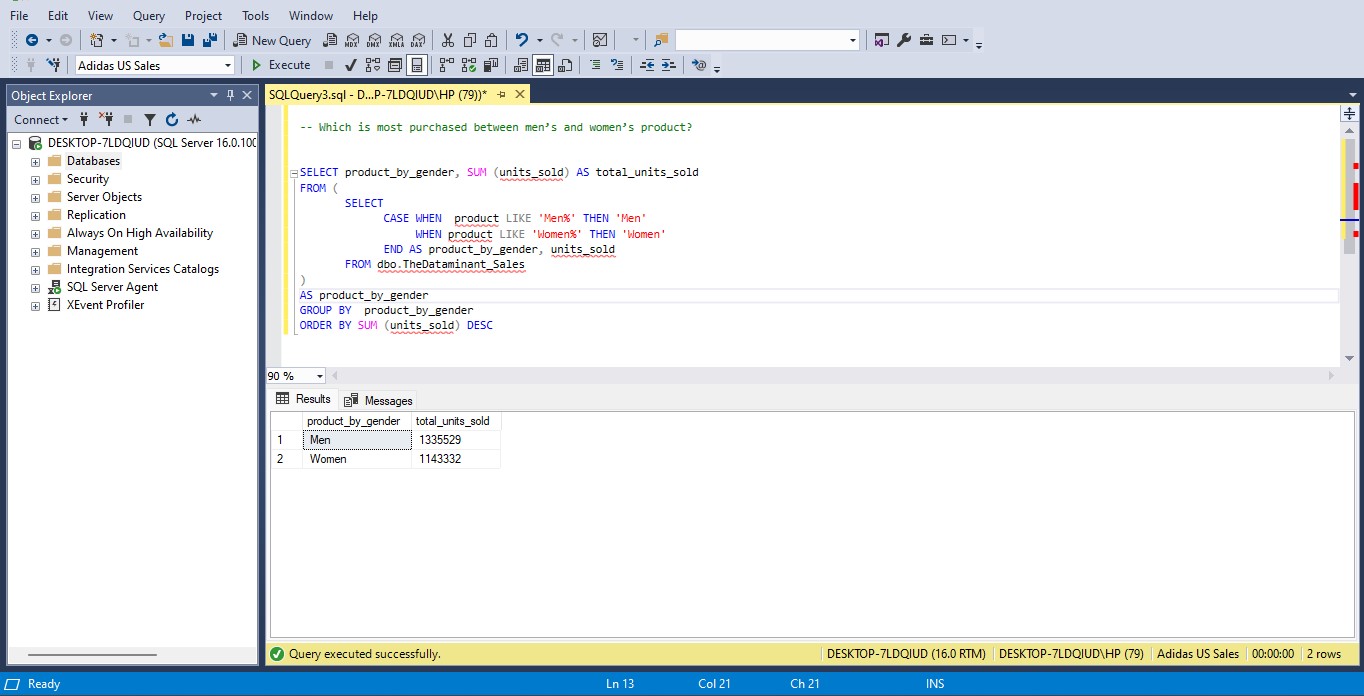 File Edit View Query Project Tools Window Help
New Query MDX DMX XMLA DAX
Adidas US Sales Execute
Object Explorer
Connect
DESKTOP-7LDQIUD (SQL Server 16.0.100
Databases
Security
Server Objects
Replication
Always On High Availability
Management
Integration Services Catalogs
SQL Server Agent
XEvent Profiler
SQLQuery3.sql - D...P-7LDQIUD\HP (79))*
-- Which is most purchased between men’s and women’s product?
SELECT product_by_gender, SUM (units_sold) AS total_units_sold
FROM (
SELECT
CASE WHEN product LIKE 'Men%' THEN 'Men'
WHEN product LIKE 'Women%' THEN 'Women'
END AS product_by_gender, units_sold
FROM dbo.TheDataminant_Sales
)
AS product_by_gender
GROUP BY product_by_gender
ORDER BY SUM (units_sold) DESC
90 %
Results Messages
product_by_gender total_units_sold
1 Men 1335529
2 Women 1143332
Query executed successfully. DESKTOP-7LDQIUD (16.0 RTM) DESKTOP-7LDQIUD\HP (79) Adidas US Sales 00:00:00 2 rows
Ready Ln 13 Col 21 Ch 21 INS